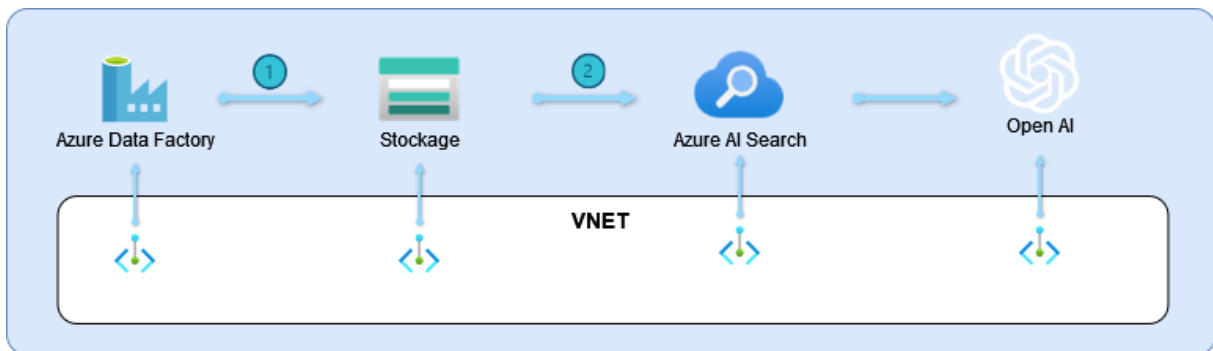 1
2
Azure Data Factory
Stockage
Azure AI Search
Open AI
VNET